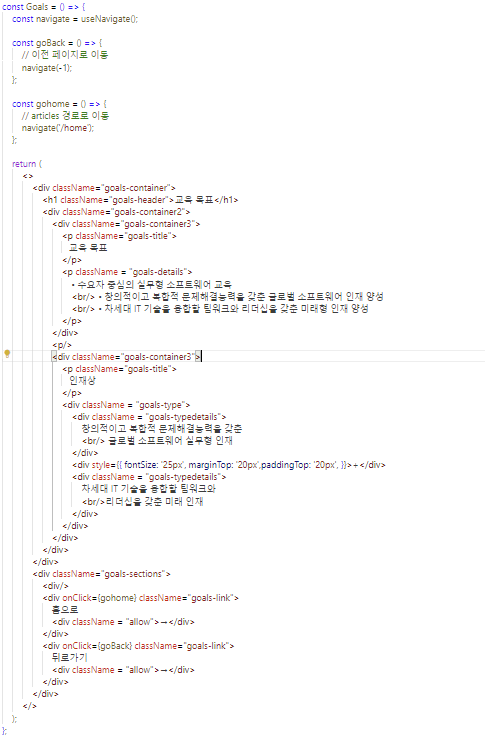 const Goals = () => {
const navigate = useNavigate();
const goBack = () => {
// 이전 페이지로 이동
navigate(-1);
};
const gohome = () => {
// articles 경로로 이동
navigate('/home');
};
return (
<>
<div className="goals-container">
<h1 className="goals-header">교육 목표</h1>
<div className="goals-container2">
<div className="goals-container3">
<p className="goals-title">
교육 목표
</p>
<p className = "goals-details">
• 수요자 중심의 실무형 소프트웨어 교육
<br/> • 창의적이고 복합적 문제해결능력을 갖춘 글로벌 소프트웨어 인재 양성
<br/> • 차세대 IT 기술을 융합할 팀워크와 리더십을 갖춘 미래형 인재 양성
</p>
</div>
<p/>
<div className="goals-container3">
<p className="goals-title">
인재상
</p>
<div className = "goals-type">
<div className = "goals-typedetails">
창의적이고 복합적 문제해결능력을 갖춘
<br/> 글로벌 소프트웨어 실무형 인재
</div>
<div style={{ fontSize: '25px', marginTop: '20px',paddingTop: '20px', }}>+</div>
<div className = "goals-typedetails">
차세대 IT 기술을 융합할 팀워크와
<br/>리더십을 갖춘 미래 인재
</div>
</div>
</div>
</div>
</div>
<div className="goals-sections">
<div/>
<div onClick={gohome} className="goals-link">
홈으로
<div className = "allow">→</div>
</div>
<div onClick={goBack} className="goals-link">
뒤로가기
<div className = "allow">→</div>
</div>
</div>
</>
);
};